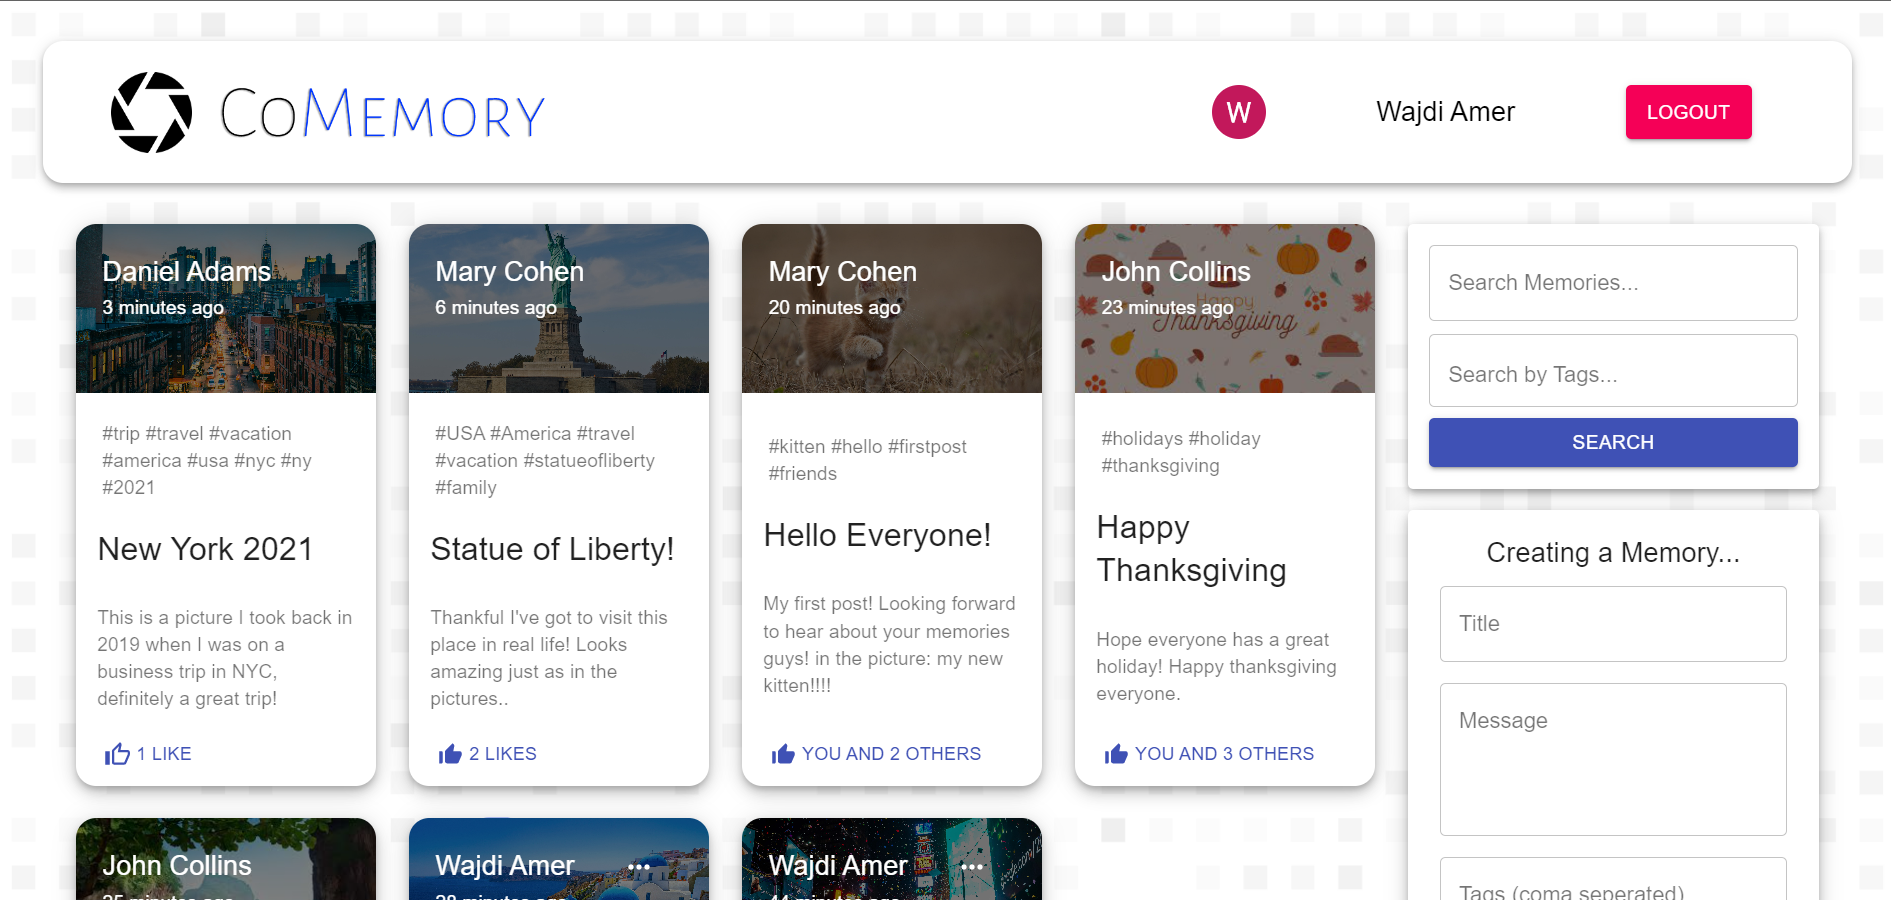 CoMemory
W
Wajdi Amer
LOGOUT
Daniel Adams
3 minutes ago
#trip #travel #vacation
#america #usa #nyc #ny
#2021
New York 2021
This is a picture I took back in
2019 when I was on a
business trip in NYC,
definitely a great trip!
1 LIKE
Mary Cohen
6 minutes ago
#USA #America #travel
#vacation #statueofliberty
#family
Statue of Liberty!
Thankful I've got to visit this
place in real life! Looks
amazing just as in the
pictures..
2 LIKES
Mary Cohen
20 minutes ago
#kitten #hello #firstpost
#friends
Hello Everyone!
My first post! Looking forward
to hear about your memories
guys! in the picture: my new
kitten!!!!
YOU AND 2 OTHERS
John Collins
23 minutes ago
Happy
Thanksgiving
#holidays #holiday
#thanksgiving
Happy
Thanksgiving
Hope everyone has a great
holiday! Happy thanksgiving
everyone.
YOU AND 3 OTHERS
Search Memories...
Search by Tags...
SEARCH
Creating a Memory...
Title
Message
Tags (coma seperated)
John Collins
minutes ago
Wajdi Amer
minutes ago
Wajdi Amer
44 minutes ago